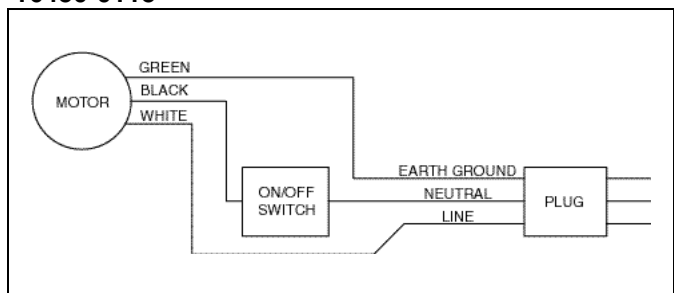 GREEN
BLACK
MOTOR
WHITE
EARTH GROUND
ON/OFF
SWITCH
NEUTRAL
PLUG
LINE